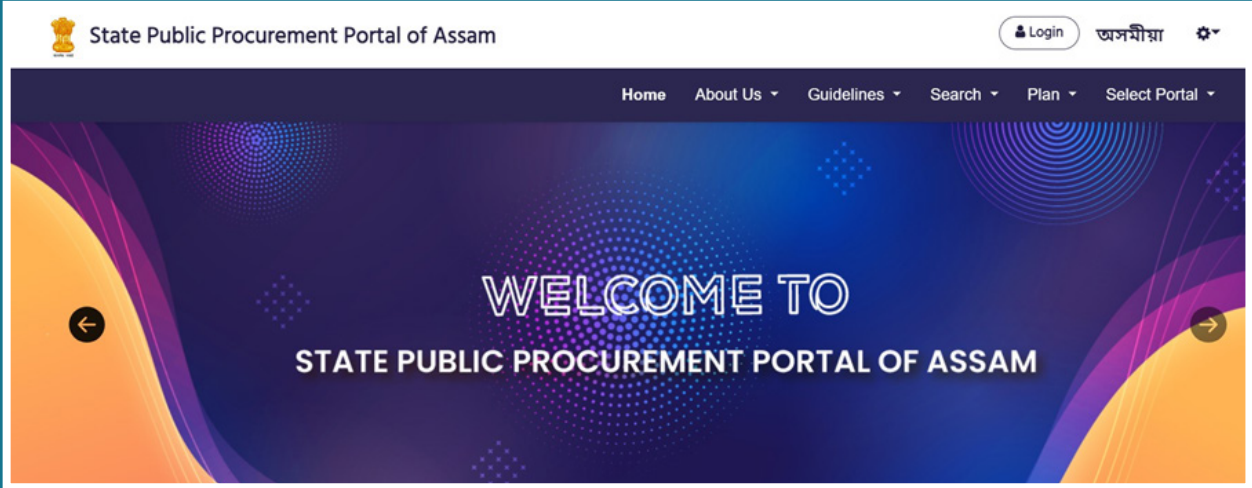 State Public Procurement Portal of Assam
Login অসমীয়া
Home About Us Guidelines Search Plan Select Portal
WELCOME TO
STATE PUBLIC PROCUREMENT PORTAL OF ASSAM